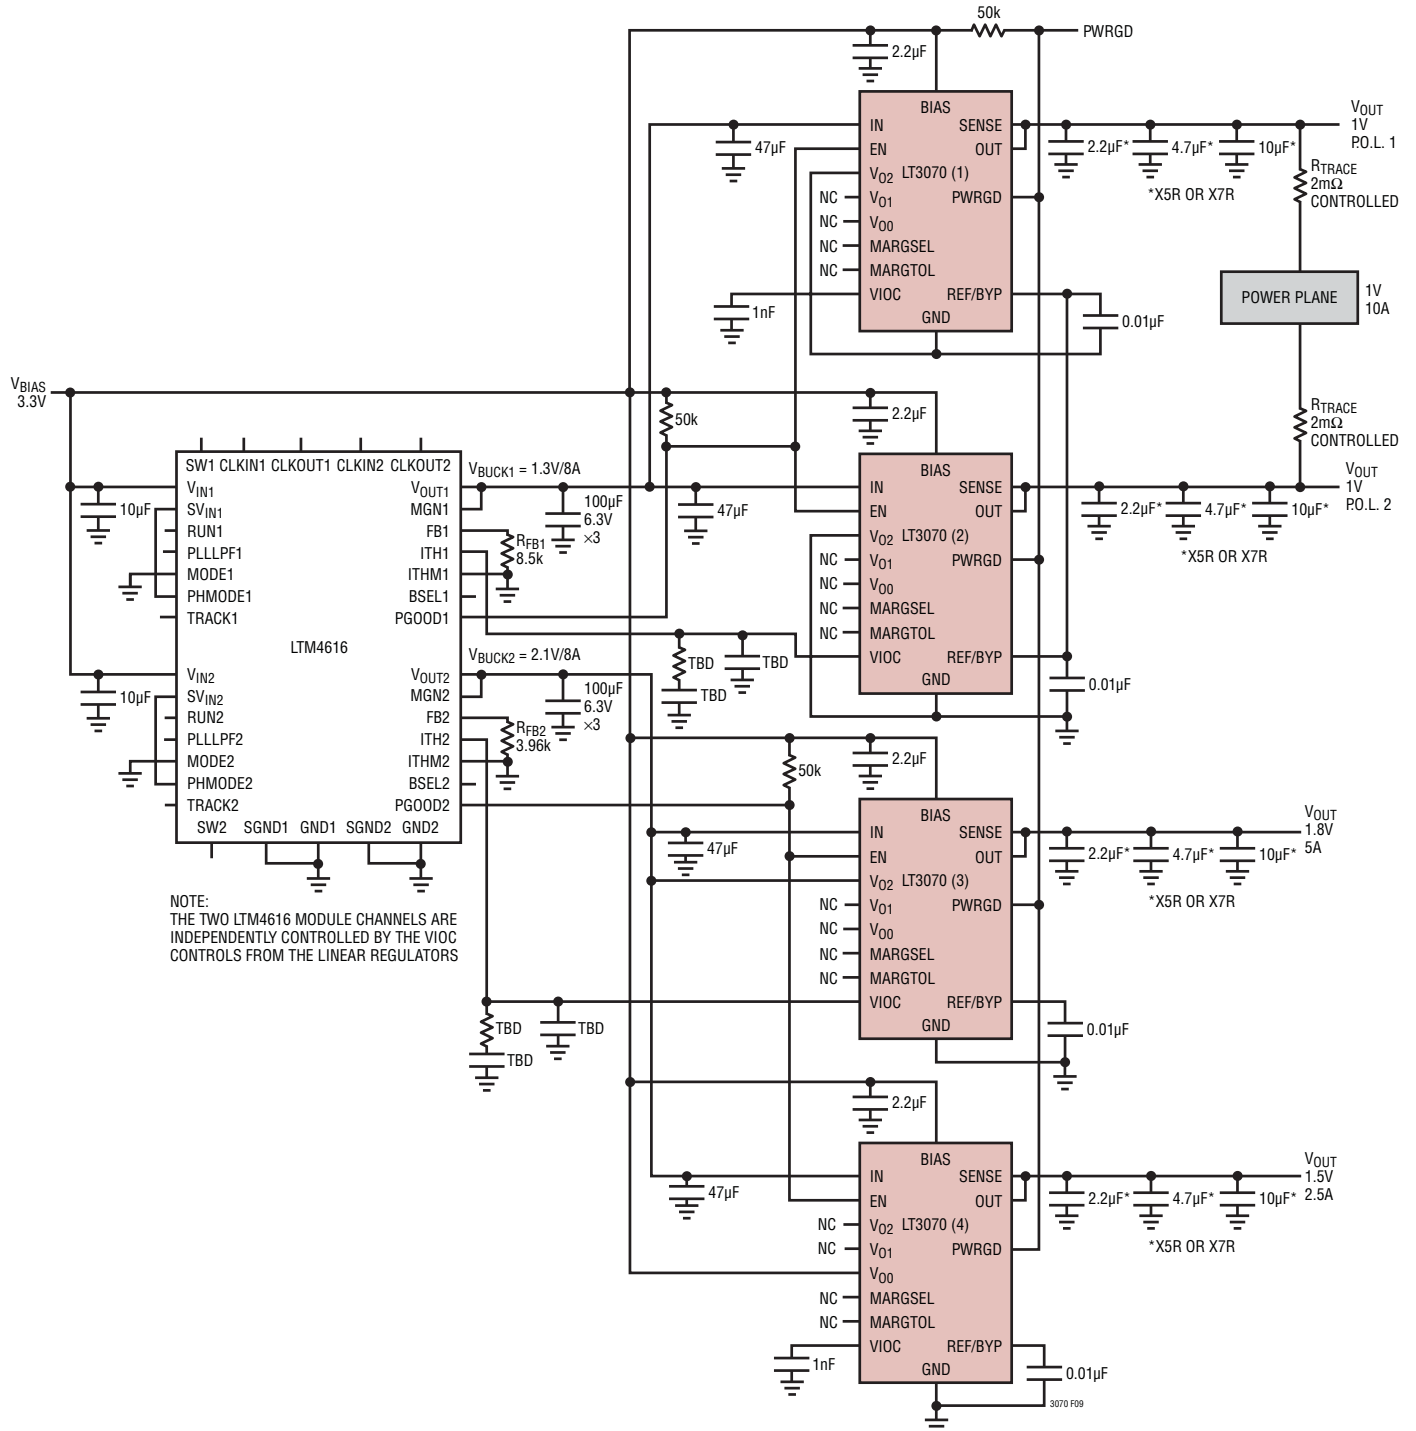 50k
PWRGD
2.2µF
BIAS
IN
SENSE
EN
OUT
VO2
LT3070 (1)
NC
VO1
PWRGD
NC
VO0
NC
MARGSEL
NC
MARGTOL
VIOC
REF/BYP
GND
47µF
1nF
0.01µF
2.2µF*
4.7µF*
10µF*
*X5R OR X7R
VOUT
1V
P.O.L. 1
RTRACE
2mΩ
CONTROLLED
POWER PLANE
1V
10A
RTRACE
2mΩ
CONTROLLED
VBIAS
3.3V
50k
2.2µF
SW1 CLKIN1 CLKOUT1 CLKIN2 CLKOUT2
VIN1
SVIN1
RUN1
PLLLPF1
MODE1
PHMODE1
TRACK1
VOUT1
MGN1
FB1
ITH1
ITHM1
BSEL1
PGOOD1
LTM4616
VIN2
SVIN2
RUN2
PLLLPF2
MODE2
PHMODE2
TRACK2
VOUT2
MGN2
FB2
ITH2
ITHM2
BSEL2
PGOOD2
SW2 SGND1 GND1 SGND2 GND2
10µF
10µF
VBUCK1 = 1.3V/8A
100µF
6.3V
×3
RFB1
8.5k
VBUCK2 = 2.1V/8A
100µF
6.3V
×3
RFB2
3.96k
47µF
TBD
TBD
TBD
BIAS
IN
SENSE
EN
OUT
VO2
LT3070 (2)
NC
VO1
PWRGD
NC
VO0
NC
MARGSEL
NC
MARGTOL
VIOC
REF/BYP
GND
0.01µF
2.2µF*
4.7µF*
10µF*
*X5R OR X7R
VOUT
1V
P.O.L. 2
50k
2.2µF
BIAS
IN
SENSE
EN
OUT
VO2
LT3070 (3)
NC
VO1
PWRGD
NC
VO0
NC
MARGSEL
NC
MARGTOL
VIOC
REF/BYP
GND
47µF
0.01µF
2.2µF*
4.7µF*
10µF*
*X5R OR X7R
VOUT
1.8V
5A
NOTE:
THE TWO LTM4616 MODULE CHANNELS ARE
INDEPENDENTLY CONTROLLED BY THE VIOC
CONTROLS FROM THE LINEAR REGULATORS
TBD
TBD
TBD
2.2µF
BIAS
IN
SENSE
EN
OUT
NC
VO2
LT3070 (4)
NC
VO1
PWRGD
VO0
NC
MARGSEL
NC
MARGTOL
VIOC
REF/BYP
GND
47µF
1nF
0.01µF
2.2µF*
4.7µF*
10µF*
*X5R OR X7R
VOUT
1.5V
2.5A
3070 F09